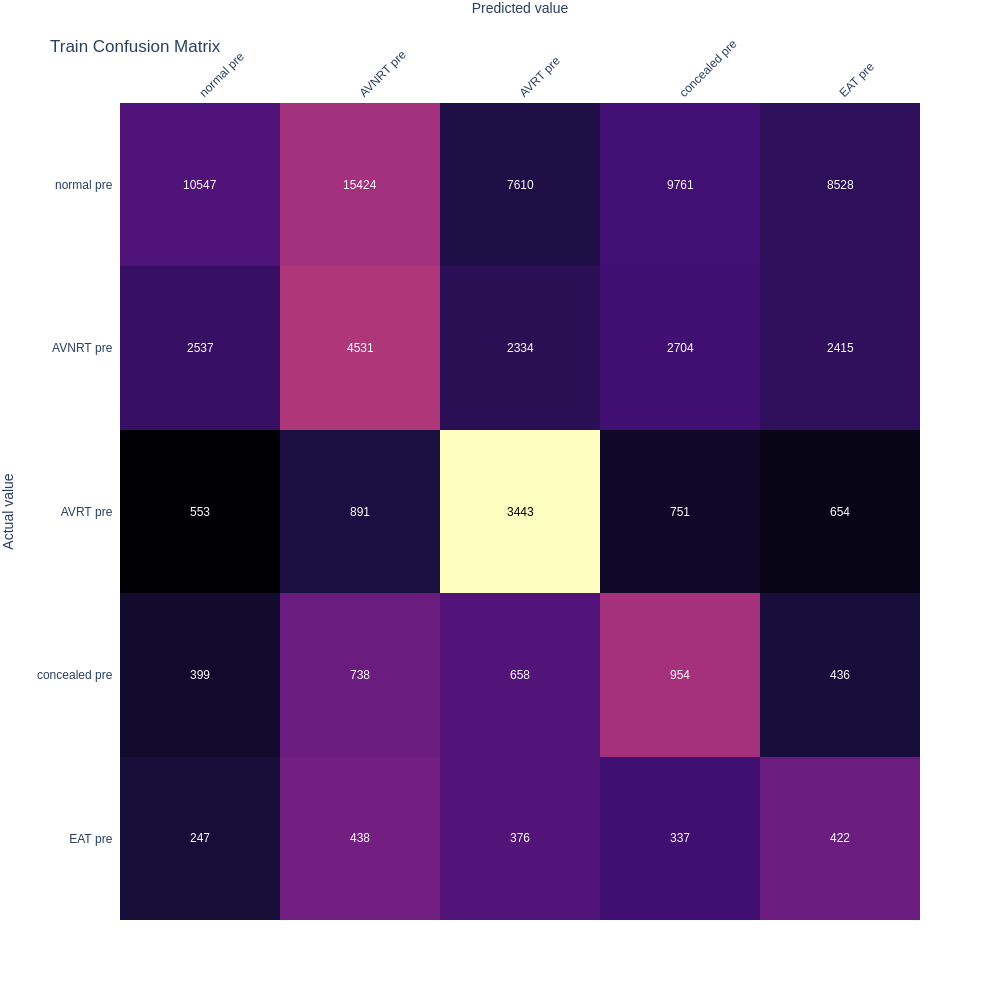 Predicted value
Train Confusion Matrix
normal pre AVNRT pre AVRT pre concealed pre EAT pre
normal pre 10547 15424 7610 9761 8528
AVNRT pre 2537 4531 2334 2704 2415
Actual value
AVRT pre 553 891 3443 751 654
concealed pre 399 738 658 954 436
EAT pre 247 438 376 337 422